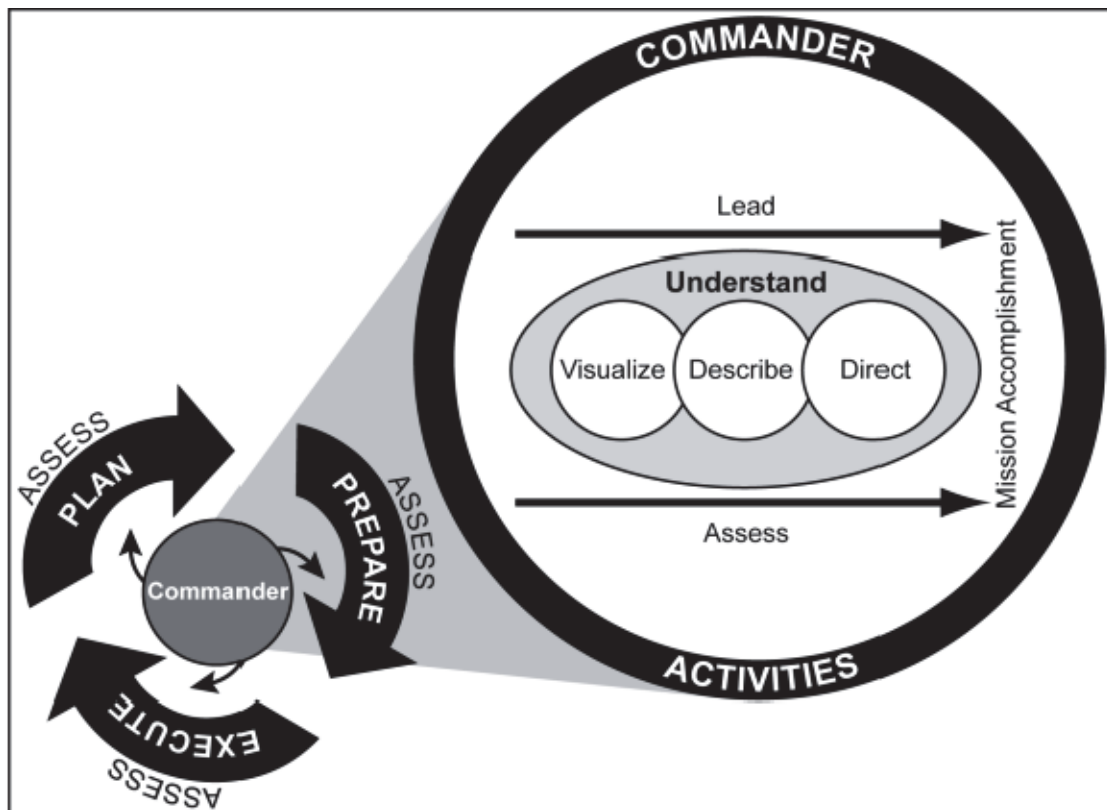 COMMANDER
Lead
Understand
Visualize
Describe
Direct
Mission Accomplishment
Assess
ACTIVITIES
ASSESS
PLAN
PREPARE
ASSESS
Commander
EXECUTE
ASSESS